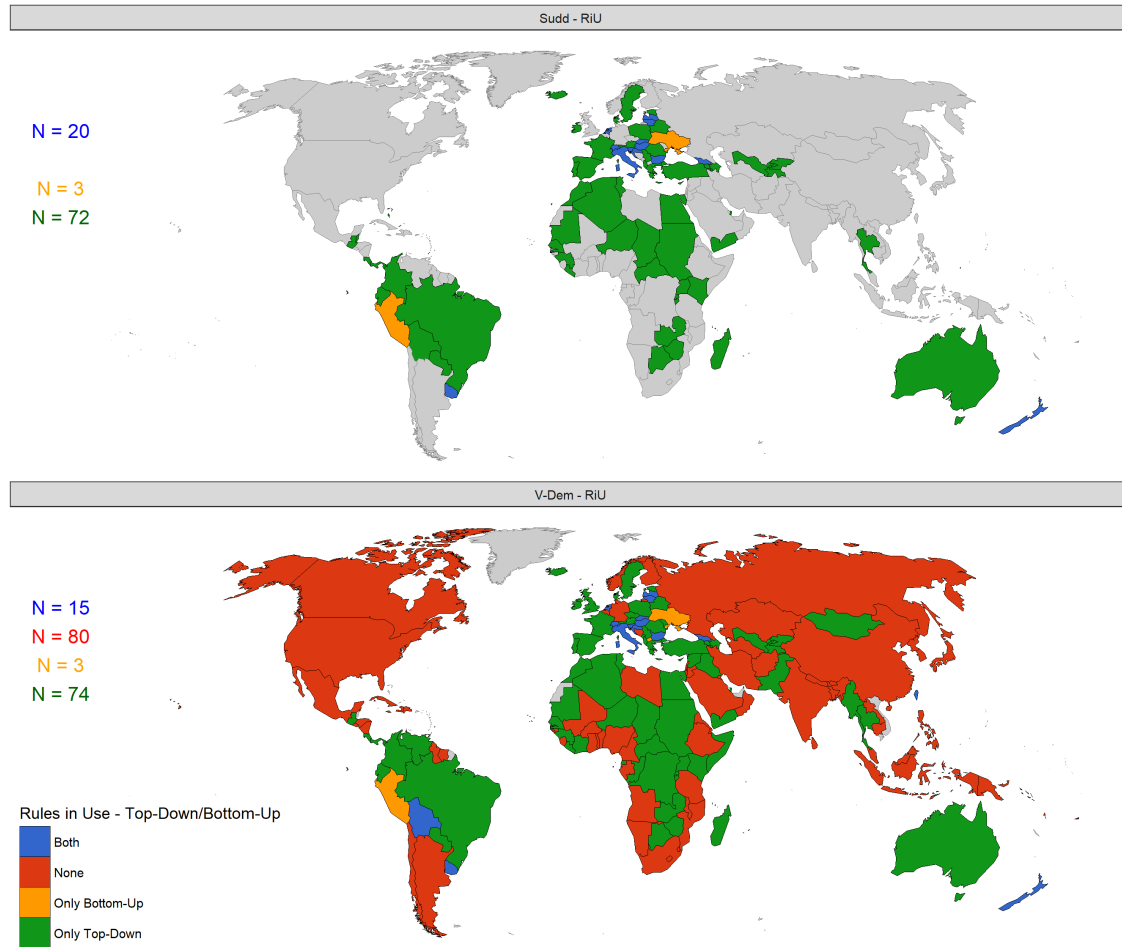 Sudd - RiU
N = 20
N = 3
N = 72
V-Dem - RiU
N = 15
N = 80
N = 3
N = 74
Rules in Use - Top-Down/Bottom-Up
Both
None
Only Bottom-Up
Only Top-Down